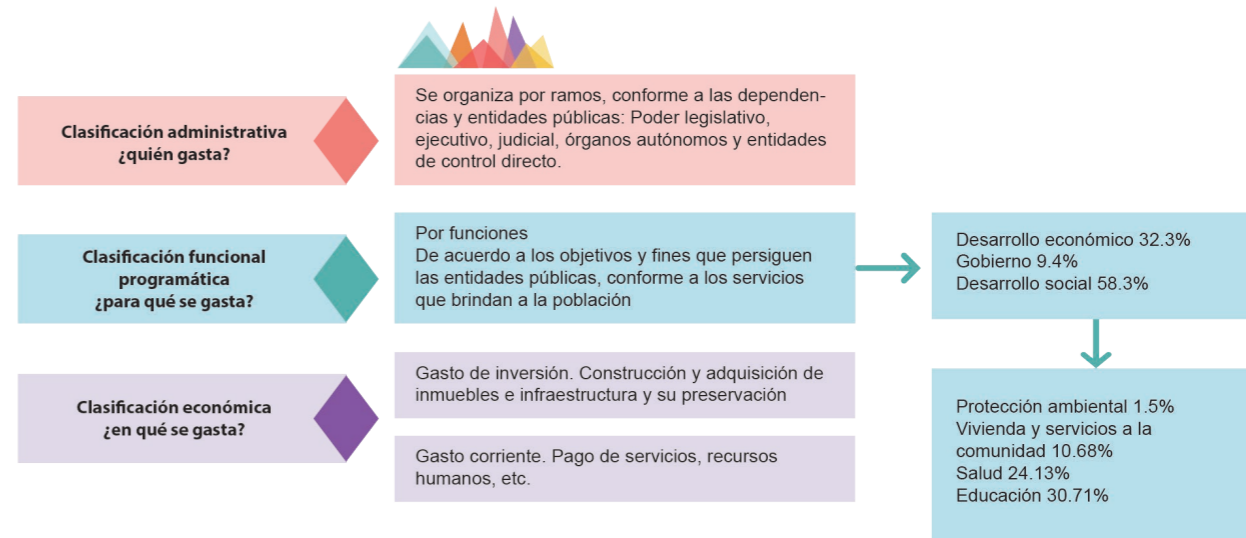 Clasificación administrativa
¿quién gasta?
Se organiza por ramos, conforme a las dependen-
cias y entidades públicas: Poder legislativo,
ejecutivo, judicial, órganos autónomos y entidades
de control directo.
Clasificación funcional
programática
¿para qué se gasta?
Por funciones
De acuerdo a los objetivos y fines que persiguen
las entidades públicas, conforme a los servicios
que brindan a la población
Desarrollo económico 32.3%
Gobierno 9.4%
Desarrollo social 58.3%
Clasificación económica
¿en qué se gasta?
Gasto de inversión. Construcción y adquisición de
inmuebles e infraestructura y su preservación
Gasto corriente. Pago de servicios, recursos
humanos, etc.
Protección ambiental 1.5%
Vivienda y servicios a la
comunidad 10.68%
Salud 24.13%
Educación 30.71%